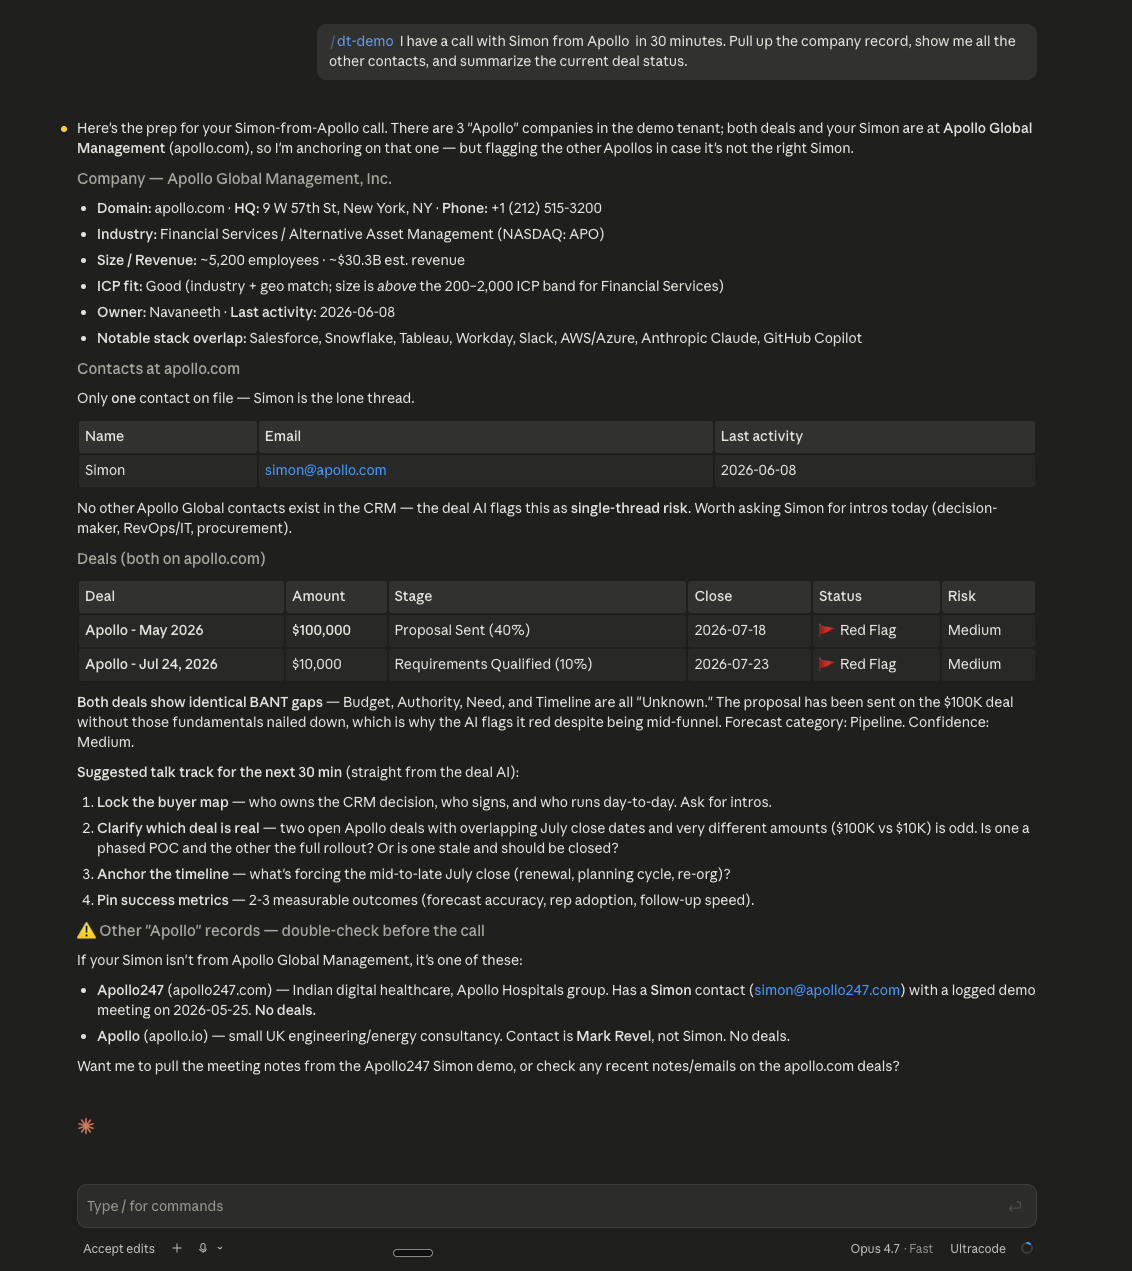 /dt-demo I have a call with Simon from Apollo in 30 minutes. Pull up the company record, show me all the
other contacts, and summarize the current deal status.
Here's the prep for your Simon-from-Apollo call. There are 3 "Apollo" companies in the demo tenant; both deals and your Simon are at Apollo Global
Management (apollo.com), so I'm anchoring on that one — but flagging the other Apollos in case it's not the right Simon.
Company — Apollo Global Management, Inc.
• Domain: apollo.com · HQ: 9 W 57th St, New York, NY · Phone: +1 (212) 515-3200
• Industry: Financial Services / Alternative Asset Management (NASDAQ: APO)
• Size / Revenue: ~5,200 employees · ~$30.3B est. revenue
• ICP fit: Good (industry + geo match; size is above the 200–2,000 ICP band for Financial Services)
• Owner: Navaneeth · Last activity: 2026-06-08
• Notable stack overlap: Salesforce, Snowflake, Tableau, Workday, Slack, AWS/Azure, Anthropic Claude, GitHub Copilot
Contacts at apollo.com
Only one contact on file — Simon is the lone thread.
Name Email Last activity
Simon simon@apollo.com 2026-06-08
No other Apollo Global contacts exist in the CRM — the deal AI flags this as single-thread risk. Worth asking Simon for intros today (decision-
maker, RevOps/IT, procurement).
Deals (both on apollo.com)
Deal Amount Stage Close Status Risk
Apollo - May 2026 $100,000 Proposal Sent (40%) 2026-07-18 🚩 Red Flag Medium
Apollo - Jul 24, 2026 $10,000 Requirements Qualified (10%) 2026-07-23 🚩 Red Flag Medium
Both deals show identical BANT gaps — Budget, Authority, Need, and Timeline are all "Unknown." The proposal has been sent on the $100K deal
without those fundamentals nailed down, which is why the AI flags it red despite being mid-funnel. Forecast category: Pipeline. Confidence:
Medium.
Suggested talk track for the next 30 min (straight from the deal AI):
1. Lock the buyer map — who owns the CRM decision, who signs, and who runs day-to-day. Ask for intros.
2. Clarify which deal is real — two open Apollo deals with overlapping July close dates and very different amounts ($100K vs $10K) is odd. Is one a
phased POC and the other the full rollout? Or is one stale and should be closed?
3. Anchor the timeline — what's forcing the mid-to-late July close (renewal, planning cycle, re-org)?
4. Pin success metrics — 2-3 measurable outcomes (forecast accuracy, rep adoption, follow-up speed).
⚠️ Other "Apollo" records — double-check before the call
If your Simon isn't from Apollo Global Management, it's one of these:
• Apollo247 (apollo247.com) — Indian digital healthcare, Apollo Hospitals group. Has a Simon contact (simon@apollo247.com) with a logged demo
meeting on 2026-05-25. No deals.
• Apollo (apollo.io) — small UK engineering/energy consultancy. Contact is Mark Revel, not Simon. No deals.
Want me to pull the meeting notes from the Apollo247 Simon demo, or check any recent notes/emails on the apollo.com deals?
Type / for commands
Accept edits Opus 4.7 · Fast Ultracode